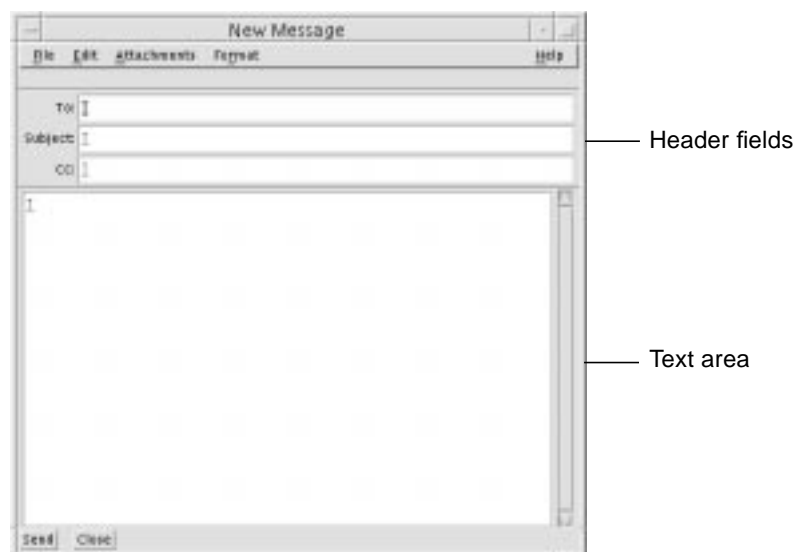 New Message
File Edit Attachments Format Help
To:
Subject:
CC:
Header fields
Text area
Send Close